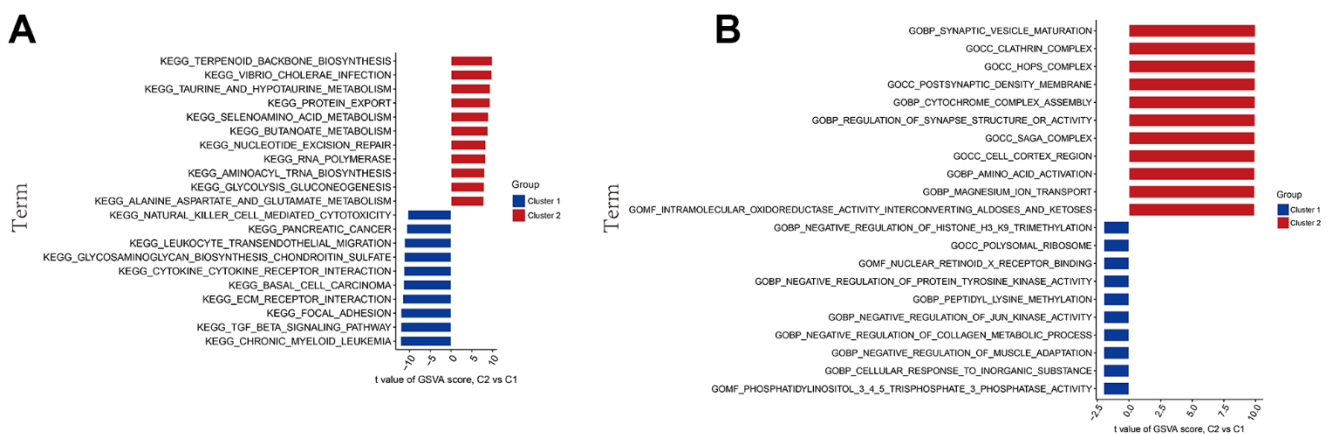 A
KEGG_TERPENOID_BACKBONE_BIOSYNTHESIS
KEGG_VIBRIO_CHOLERAE_INFECTION
KEGG_TAURINE_AND_HYPOTAURINE_METABOLISM
KEGG_PROTEIN_EXPORT
KEGG_SELENOAMINO_ACID_METABOLISM
KEGG_BUTANOATE_METABOLISM
KEGG_NUCLEOTIDE_EXCISION_REPAIR
KEGG_RNA_POLYMERASE
KEGG_AMINOACYL_TRNA_BIOSYNTHESIS
KEGG_GLYCOLYSIS_GLUCONEOGENESIS
KEGG_ALANINE_ASPARTATE_AND_GLUTAMATE_METABOLISM
KEGG_NATURAL_KILLER_CELL_MEDIATED_CYTOTOXICITY
KEGG_PANCREATIC_CANCER
KEGG_LEUKOCYTE_TRANSENDOTHELIAL_MIGRATION
KEGG_GLYCOSAMINOGLYCAN_BIOSYNTHESIS_CHONDROITIN_SULFATE
KEGG_CYTOKINE_CYTOKINE_RECEPTOR_INTERACTION
KEGG_BASAL_CELL_CARCINOMA
KEGG_ECM_RECEPTOR_INTERACTION
KEGG_FOCAL_ADHESION
KEGG_TGF_BETA_SIGNALING_PATHWAY
KEGG_CHRONIC_MYELOID_LEUKEMIA
Term
-10 -5 0 5 10
t value of GSVA score, C2 vs C1
Group
Cluster 1
Cluster 2
B
GOBP_SYNAPTIC_VESICLE_MATURATION
GOCC_CLATHRIN_COMPLEX
GOCC_HOPS_COMPLEX
GOCC_POSTSYNAPTIC_DENSITY_MEMBRANE
GOBP_CYTOCHROME_COMPLEX_ASSEMBLY
GOBP_REGULATION_OF_SYNAPSE_STRUCTURE_OR_ACTIVITY
GOCC_SAGA_COMPLEX
GOCC_CELL_CORTEX_REGION
GOBP_AMINO_ACID_ACTIVATION
GOBP_MAGNESIUM_ION_TRANSPORT
GOMF_INTRAMOLECULAR_OXIDOREDUCTASE_ACTIVITY_INTERCONVERTING_ALDOSES_AND_KETOSES
GOBP_NEGATIVE_REGULATION_OF_HISTONE_H3_K9_TRIMETHYLATION
GOCC_POLYSOMAL_RIBOSOME
GOMF_NUCLEAR_RETINOID_X_RECEPTOR_BINDING
GOBP_NEGATIVE_REGULATION_OF_PROTEIN_TYROSINE_KINASE_ACTIVITY
GOBP_PEPTIDYL_LYSINE_METHYLATION
GOBP_NEGATIVE_REGULATION_OF_JUN_KINASE_ACTIVITY
GOBP_NEGATIVE_REGULATION_OF_COLLAGEN_METABOLIC_PROCESS
GOBP_NEGATIVE_REGULATION_OF_MUSCLE_ADAPTATION
GOBP_CELLULAR_RESPONSE_TO_INORGANIC_SUBSTANCE
GOMF_PHOSPHATIDYLINOSITOL_3_4_5_TRISPHOSPHATE_3_PHOSPHATASE_ACTIVITY
Term
-2.5 0.0 2.5 5.0 7.5 10.0
t value of GSVA score, C2 vs C1
Group
Cluster 1
Cluster 2